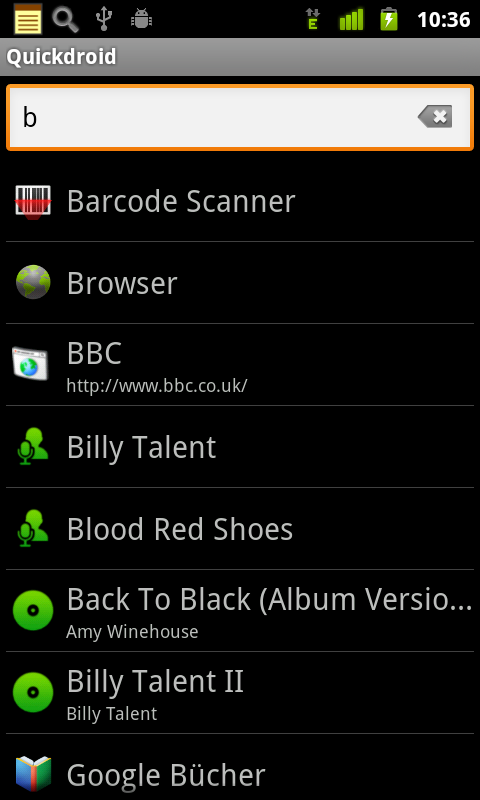 E
10:36
Quickdroid
b
Barcode Scanner
Browser
BBC
http://www.bbc.co.uk/
Billy Talent
Blood Red Shoes
Back To Black (Album Versio...
Amy Winehouse
Billy Talent II
Billy Talent
Google Bücher